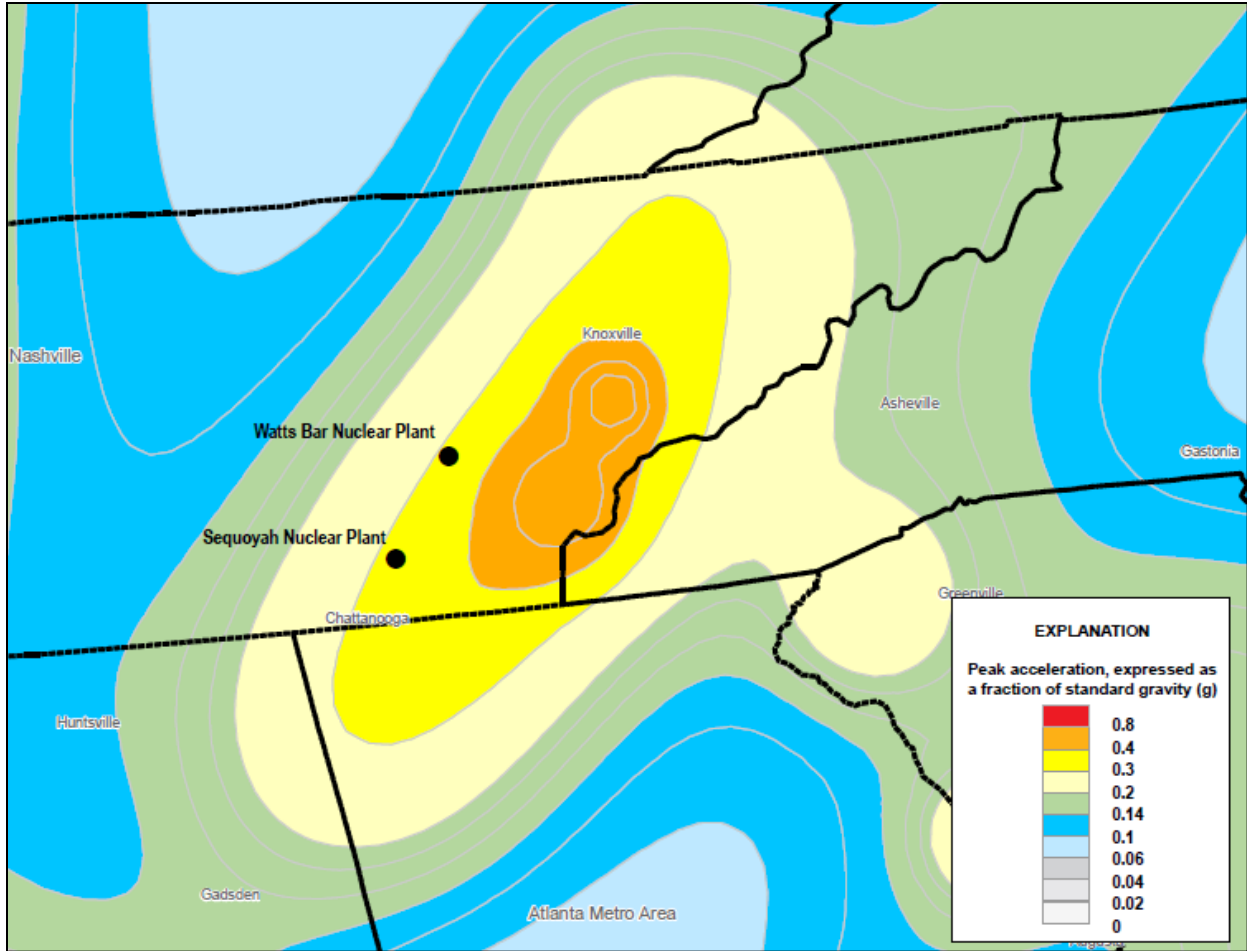 Knoxville
Nashville
Asheville
Watts Bar Nuclear Plant
Gastonia
Sequoyah Nuclear Plant
Greenville
Chattanooga
EXPLANATION
Peak acceleration, expressed as
a fraction of standard gravity (g)
0.8
0.4
0.3
0.2
0.14
0.1
0.06
0.04
0.02
0
Huntsville
Gadsden
Atlanta Metro Area